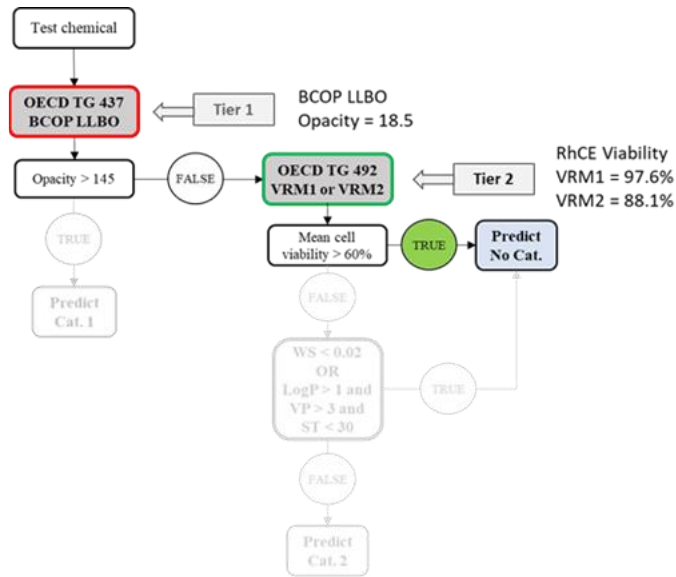 Test chemical
OECD TG 437
BCOP LLBO
Tier 1
BCOP LLBO
Opacity = 18.5
Opacity > 145
FALSE
OECD TG 492
VRM1 or VRM2
Tier 2
RhCE Viability
VRM1 = 97.6%
VRM2 = 88.1%
TRUE
Mean cell
viability > 60%
TRUE
Predict
No Cat.
Predict
Cat. 1
FALSE
WS < 0.02
OR
LogP > 1 and
VP > 3 and
ST < 30
TRUE
FALSE
Predict
Cat. 2